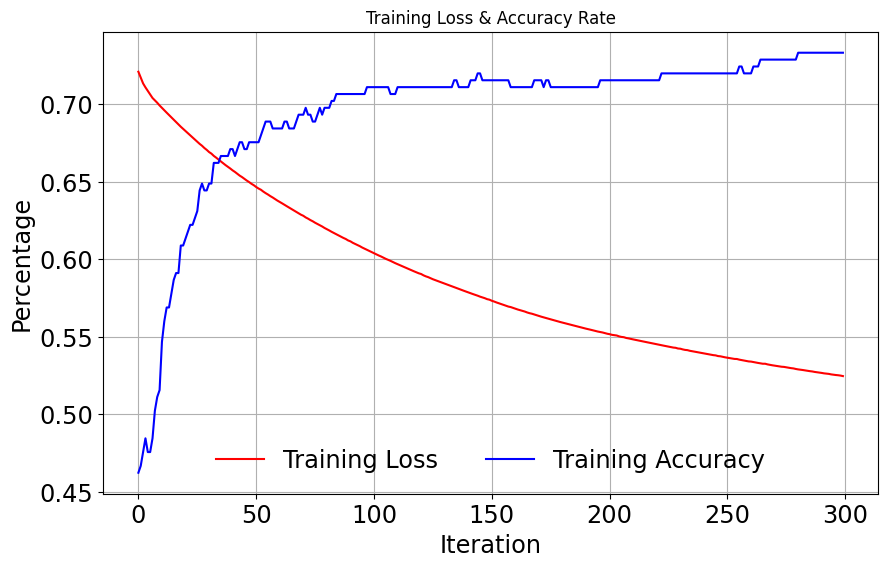 Training Loss & Accuracy Rate
Percentage
0.70
0.65
0.60
0.55
0.50
0.45
Training Loss Training Accuracy
0 50 100 150 200 250 300
Iteration